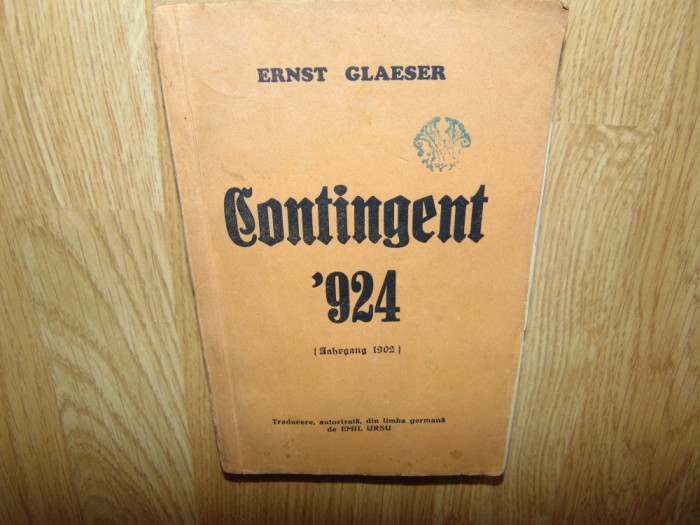 ERNST GLAESER
Contingent
'924
(Jahrgang 1902)
Traducere, autorizată, din limba germană
de EMIL URSU